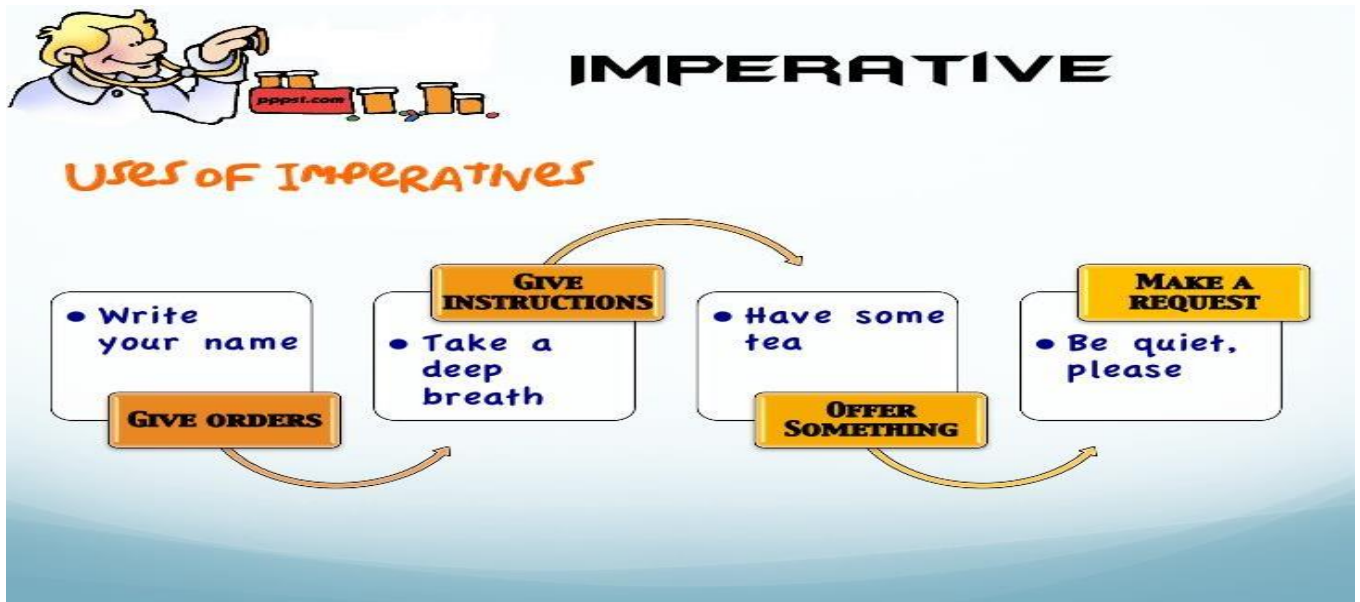 IMPERATIVE
pppst.com
Uses of Imperatives
• Write
your name
GIVE ORDERS
GIVE
INSTRUCTIONS
• Take a
deep
breath
• Have some
tea
OFFER
SOMETHING
MAKE A
REQUEST
• Be quiet,
please